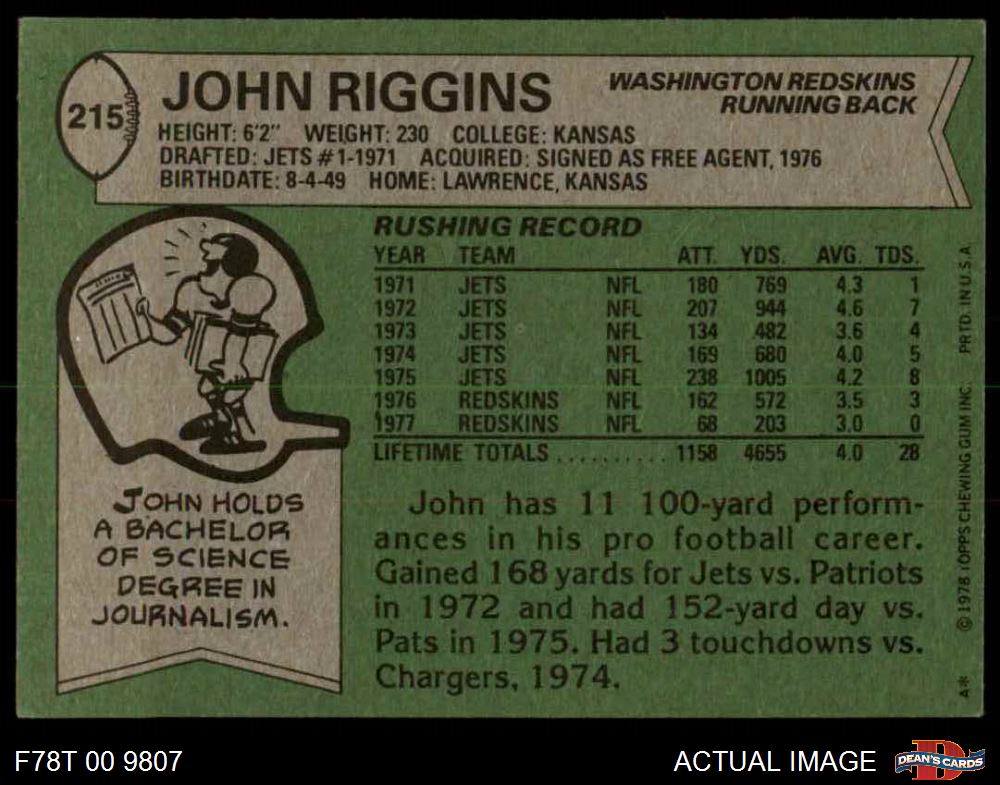 215
JOHN RIGGINS
WASHINGTON REDSKINS
RUNNING BACK
HEIGHT: 6'2" WEIGHT: 230 COLLEGE: KANSAS
DRAFTED: JETS #1-1971 ACQUIRED: SIGNED AS FREE AGENT, 1976
BIRTHDATE: 8-4-49 HOME: LAWRENCE, KANSAS
RUSHING RECORD
YEAR TEAM ATT. YDS. AVG. TDS.
1971 JETS NFL 180 769 4.3 1
1972 JETS NFL 207 944 4.6 7
1973 JETS NFL 134 482 3.6 4
1974 JETS NFL 169 680 4.0 5
1975 JETS NFL 238 1005 4.2 8
1976 REDSKINS NFL 162 572 3.5 3
1977 REDSKINS NFL 68 203 3.0 0
LIFETIME TOTALS .......... 1158 4655 4.0 28
JOHN HOLDS
A BACHELOR
OF SCIENCE
DEGREE IN
JOURNALISM.
John has 11 100-yard perform-
ances in his pro football career.
Gained 168 yards for Jets vs. Patriots
in 1972 and had 152-yard day vs.
Pats in 1975. Had 3 touchdowns vs.
Chargers, 1974.
A* © 1978 TOPPS CHEWING GUM INC. PRTD. IN U.S.A.
F78T 00 9807
ACTUAL IMAGE
DEAN'S CARDS